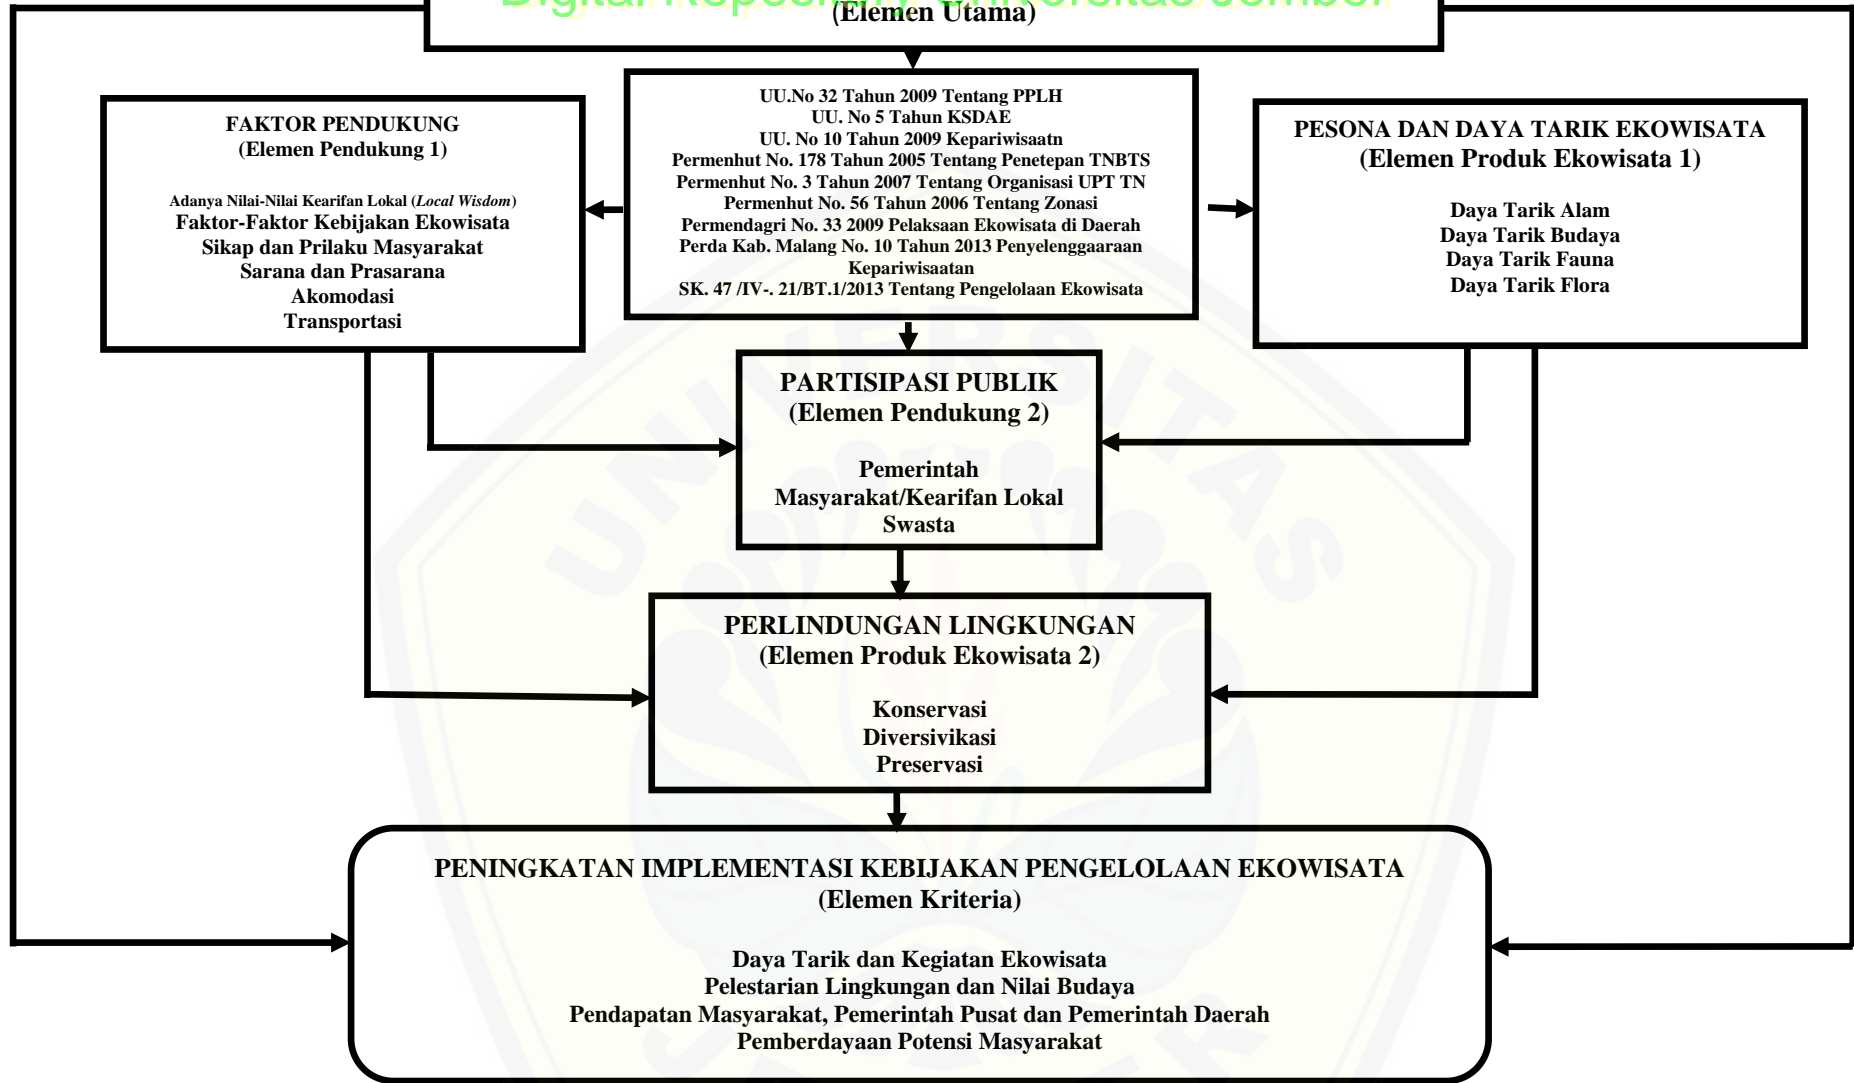 Digital Repository Universitas Jember
(Elemen Utama)
UU.No 32 Tahun 2009 Tentang PPLH
UU. No 5 Tahun KSDAE
UU. No 10 Tahun 2009 Kepariwisaatn
Permenhut No. 178 Tahun 2005 Tentang Penetepan TNBTS
Permenhut No. 3 Tahun 2007 Tentang Organisasi UPT TN
Permenhut No. 56 Tahun 2006 Tentang Zonasi
Permendagri No. 33 2009 Pelaksaan Ekowisata di Daerah
Perda Kab. Malang No. 10 Tahun 2013 Penyelenggaaraan
Kepariwisaatan
SK. 47 /IV-. 21/BT.1/2013 Tentang Pengelolaan Ekowisata
FAKTOR PENDUKUNG
(Elemen Pendukung 1)
Adanya Nilai-Nilai Kearifan Lokal (Local Wisdom)
Faktor-Faktor Kebijakan Ekowisata
Sikap dan Prilaku Masyarakat
Sarana dan Prasarana
Akomodasi
Transportasi
PESONA DAN DAYA TARIK EKOWISATA
(Elemen Produk Ekowisata 1)
Daya Tarik Alam
Daya Tarik Budaya
Daya Tarik Fauna
Daya Tarik Flora
PARTISIPASI PUBLIK
(Elemen Pendukung 2)
Pemerintah
Masyarakat/Kearifan Lokal
Swasta
PERLINDUNGAN LINGKUNGAN
(Elemen Produk Ekowisata 2)
Konservasi
Diversivikasi
Preservasi
PENINGKATAN IMPLEMENTASI KEBIJAKAN PENGELOLAAN EKOWISATA
(Elemen Kriteria)
Daya Tarik dan Kegiatan Ekowisata
Pelestarian Lingkungan dan Nilai Budaya
Pendapatan Masyarakat, Pemerintah Pusat dan Pemerintah Daerah
Pemberdayaan Potensi Masyarakat
UNIVERSITAS
JEMBER